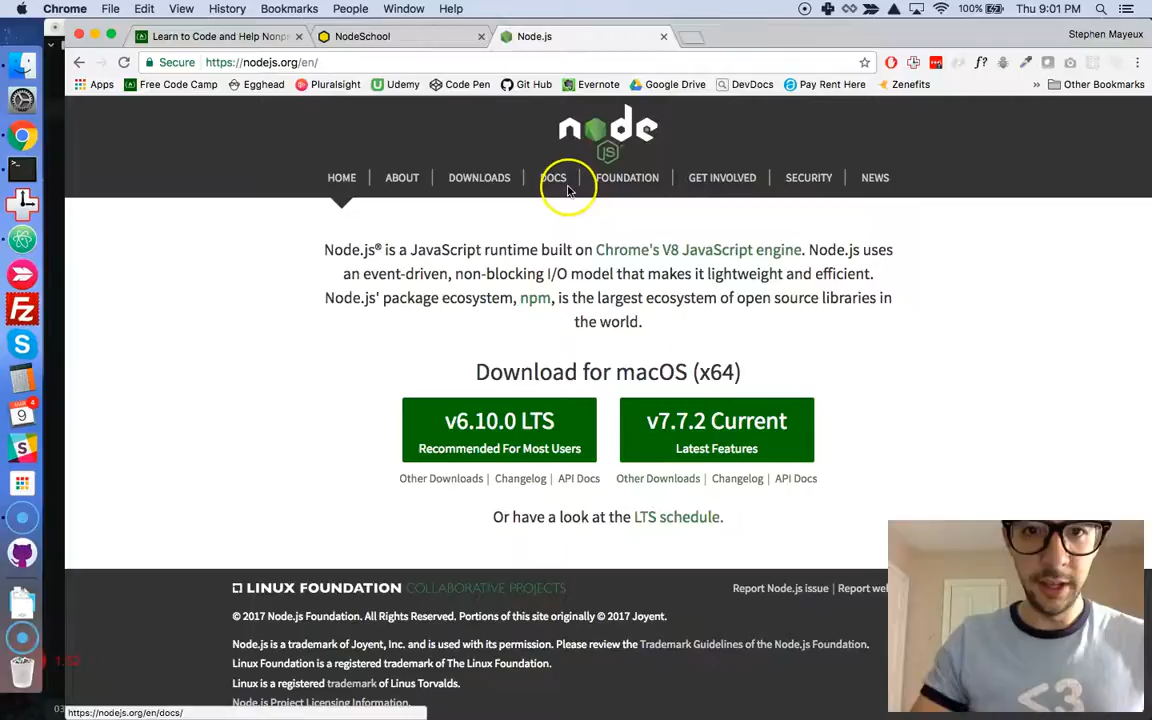 Chrome File Edit View History Bookmarks People Window Help 100% Thu 9:01 PM
Learn to Code and Help Nonpr NodeSchool Node.js Stephen Mayeux
Secure https://nodejs.org/en/ f?
Apps Free Code Camp Egghead Pluralsight Udemy Code Pen Git Hub Evernote Google Drive DevDocs Pay Rent Here Zenefits » Other Bookmarks
node
JS
HOME | ABOUT | DOWNLOADS | DOCS | FOUNDATION | GET INVOLVED | SECURITY | NEWS
Node.js® is a JavaScript runtime built on Chrome's V8 JavaScript engine. Node.js uses
an event-driven, non-blocking I/O model that makes it lightweight and efficient.
Node.js' package ecosystem, npm, is the largest ecosystem of open source libraries in
the world.
Download for macOS (x64)
v6.10.0 LTS
Recommended For Most Users
v7.7.2 Current
Latest Features
Other Downloads | Changelog | API Docs
Other Downloads | Changelog | API Docs
Or have a look at the LTS schedule.
LINUX FOUNDATION COLLABORATIVE PROJECTS
Report Node.js issue | Report
© 2017 Node.js Foundation. All Rights Reserved. Portions of this site originally © 2017 Joyent.
Node.js is a trademark of Joyent, Inc. and is used with its permission. Please review the Trademark Guidelines of the Node.js Foundation.
Linux Foundation is a registered trademark of The Linux Foundation.
Linux is a registered trademark of Linus Torvalds.
Node.js Project Licensing Information.
https://nodejs.org/en/docs/
<3